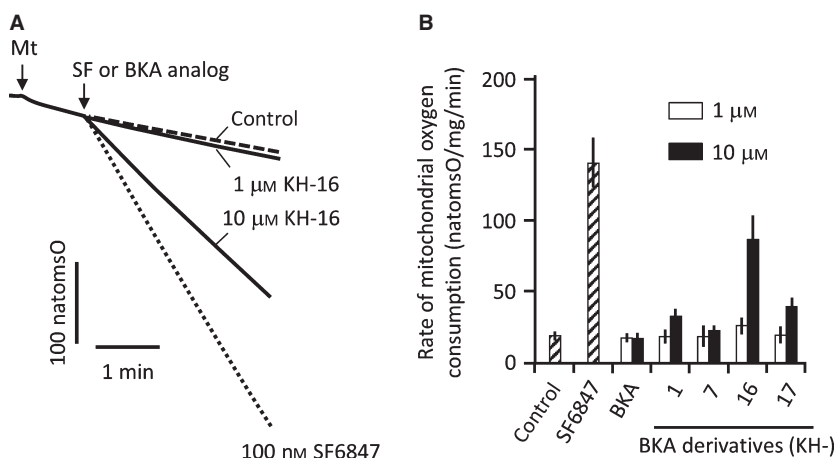 A
Mt
SF or BKA analog
Control
1 μM KH-16
10 μM KH-16
100 natomsO
1 min
100 nM SF6847
B
Rate of mitochondrial oxygen
consumption (natomsO/mg/min)
200
150
100
50
0
1 μM
10 μM
Control
SF6847
BKA
1
7
16
17
BKA derivatives (KH-)